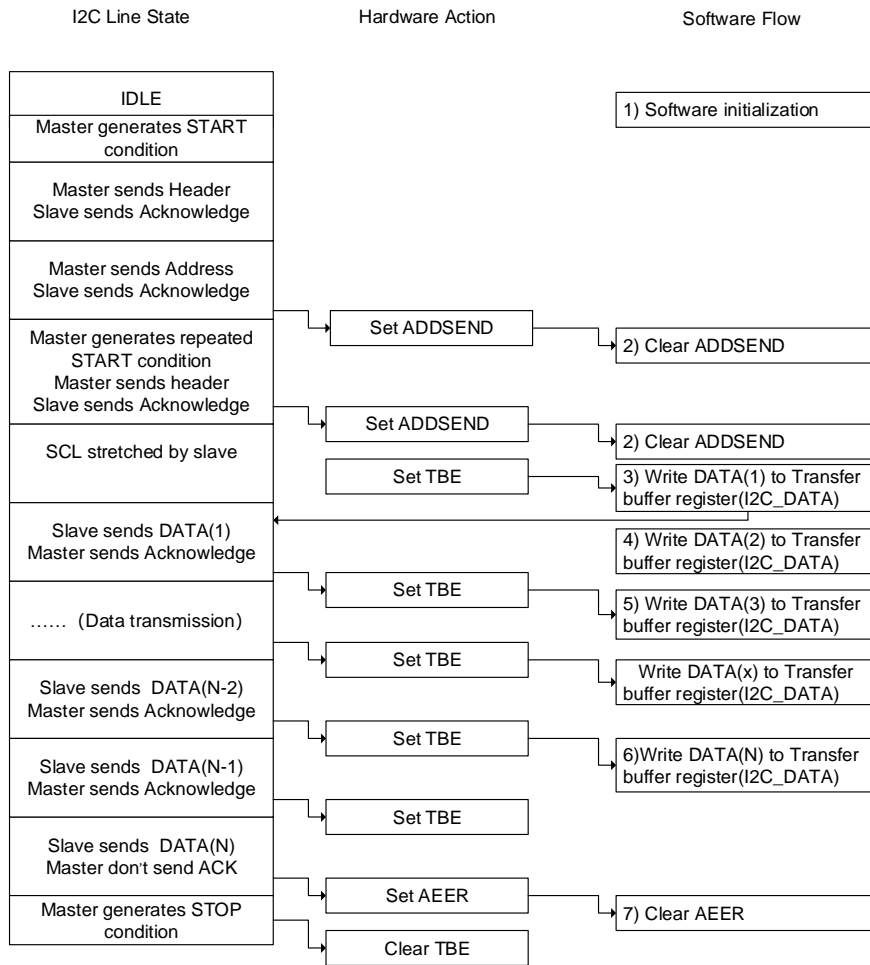 I2C Line State
Hardware Action
Software Flow
IDLE
1) Software initialization
Master generates START
condition
Master sends Header
Slave sends Acknowledge
Master sends Address
Slave sends Acknowledge
Set ADDSEND
2) Clear ADDSEND
Master generates repeated
START condition
Master sends header
Slave sends Acknowledge
Set ADDSEND
2) Clear ADDSEND
SCL stretched by slave
Set TBE
3) Write DATA(1) to Transfer
buffer register(I2C_DATA)
Slave sends DATA(1)
Master sends Acknowledge
4) Write DATA(2) to Transfer
buffer register(I2C_DATA)
Set TBE
5) Write DATA(3) to Transfer
buffer register(I2C_DATA)
…… (Data transmission)
Set TBE
Write DATA(x) to Transfer
buffer register(I2C_DATA)
Slave sends DATA(N-2)
Master sends Acknowledge
Set TBE
6)Write DATA(N) to Transfer
buffer register(I2C_DATA)
Slave sends DATA(N-1)
Master sends Acknowledge
Set TBE
Slave sends DATA(N)
Master don't send ACK
Set AEER
7) Clear AEER
Master generates STOP
condition
Clear TBE